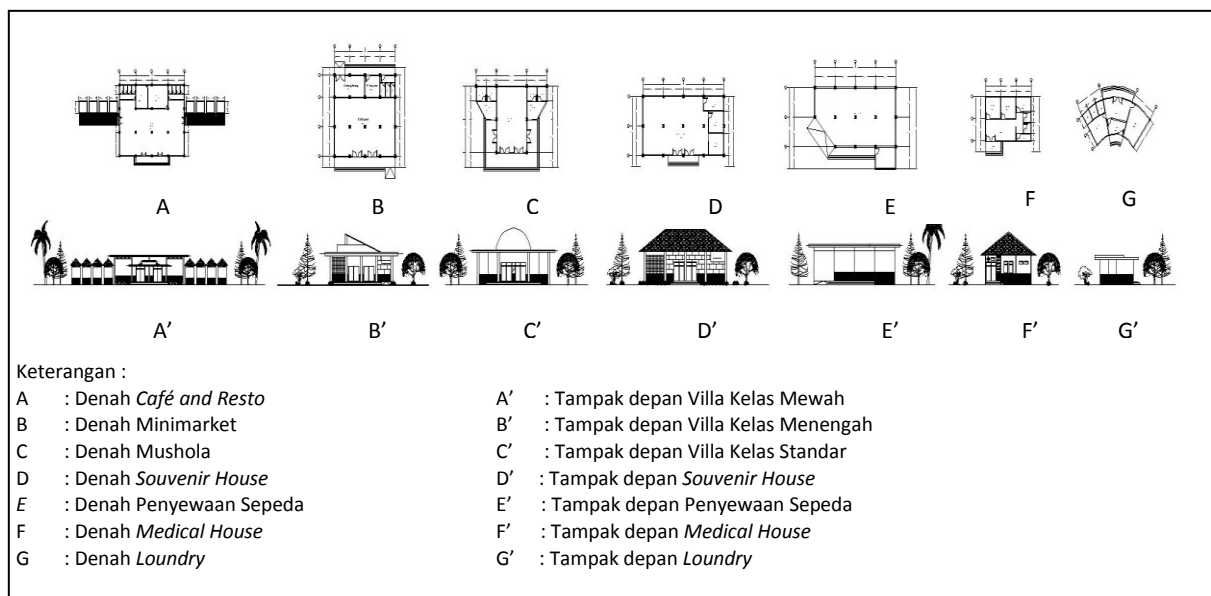 A B C D E F G
A’ B’ C’ D’ E’ F’ G’
Keterangan :
A : Denah Café and Resto
B : Denah Minimarket
C : Denah Mushola
D : Denah Souvenir House
E : Denah Penyewaan Sepeda
F : Denah Medical House
G : Denah Loundry
A’ : Tampak depan Villa Kelas Mewah
B’ : Tampak depan Villa Kelas Menengah
C’ : Tampak depan Villa Kelas Standar
D’ : Tampak depan Souvenir House
E’ : Tampak depan Penyewaan Sepeda
F’ : Tampak depan Medical House
G’ : Tampak depan Loundry